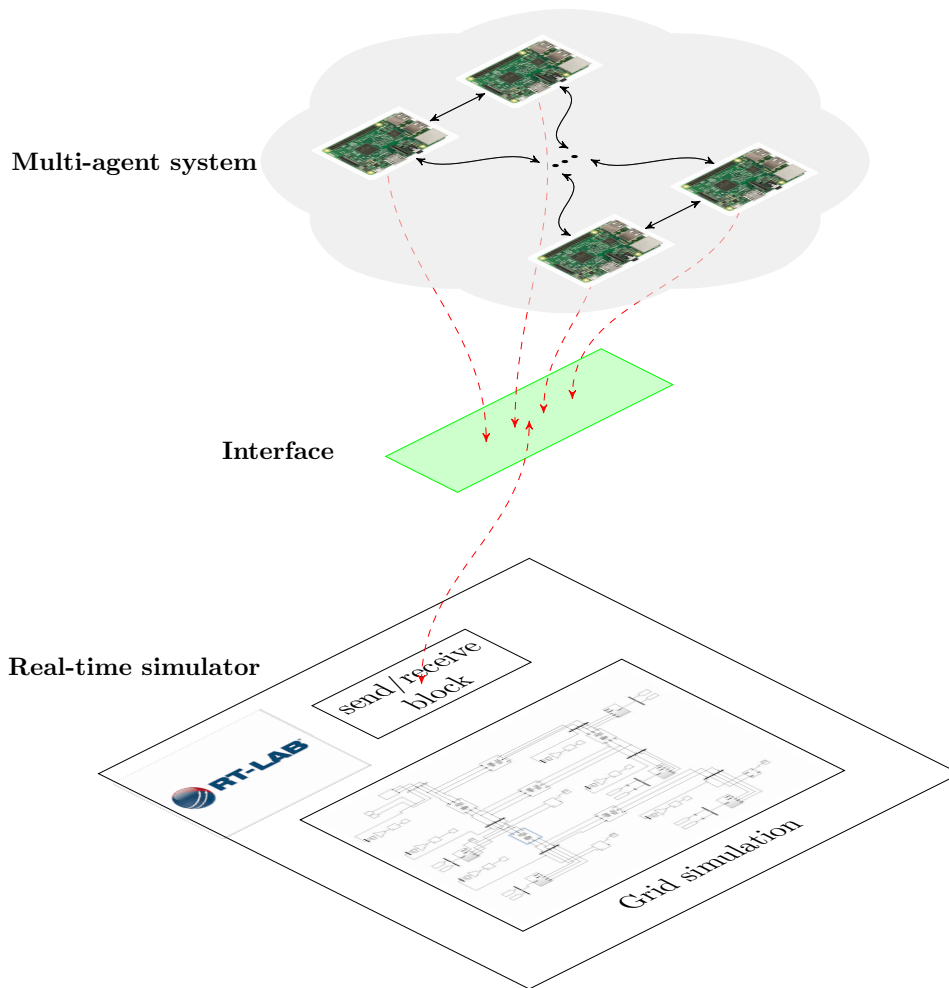 Multi-agent system
Interface
Real-time simulator
send/receive
block
RT-LAB
Grid simulation